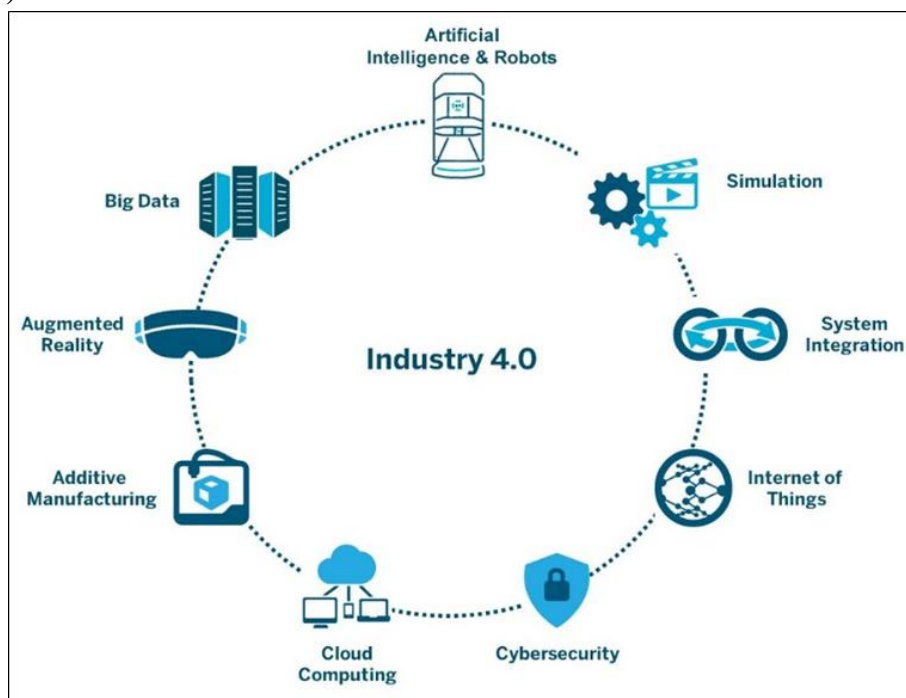 )
Artificial
Intelligence & Robots
Simulation
System
Integration
Internet of
Things
Cybersecurity
Cloud
Computing
Additive
Manufacturing
Augmented
Reality
Big Data
Industry 4.0